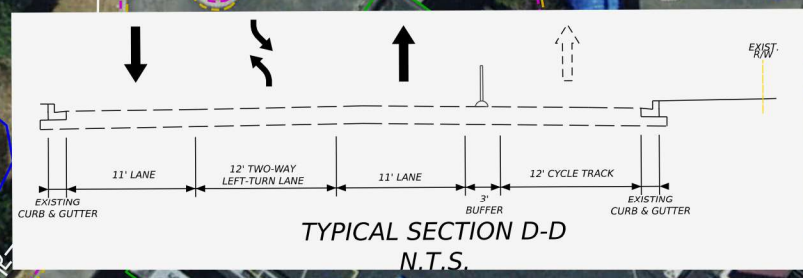 EXIST.
R/W
11' LANE
12' TWO-WAY
LEFT-TURN LANE
11' LANE
3'
BUFFER
12' CYCLE TRACK
EXISTING
CURB & GUTTER
EXISTING
CURB & GUTTER
TYPICAL SECTION D-D
N.T.S.